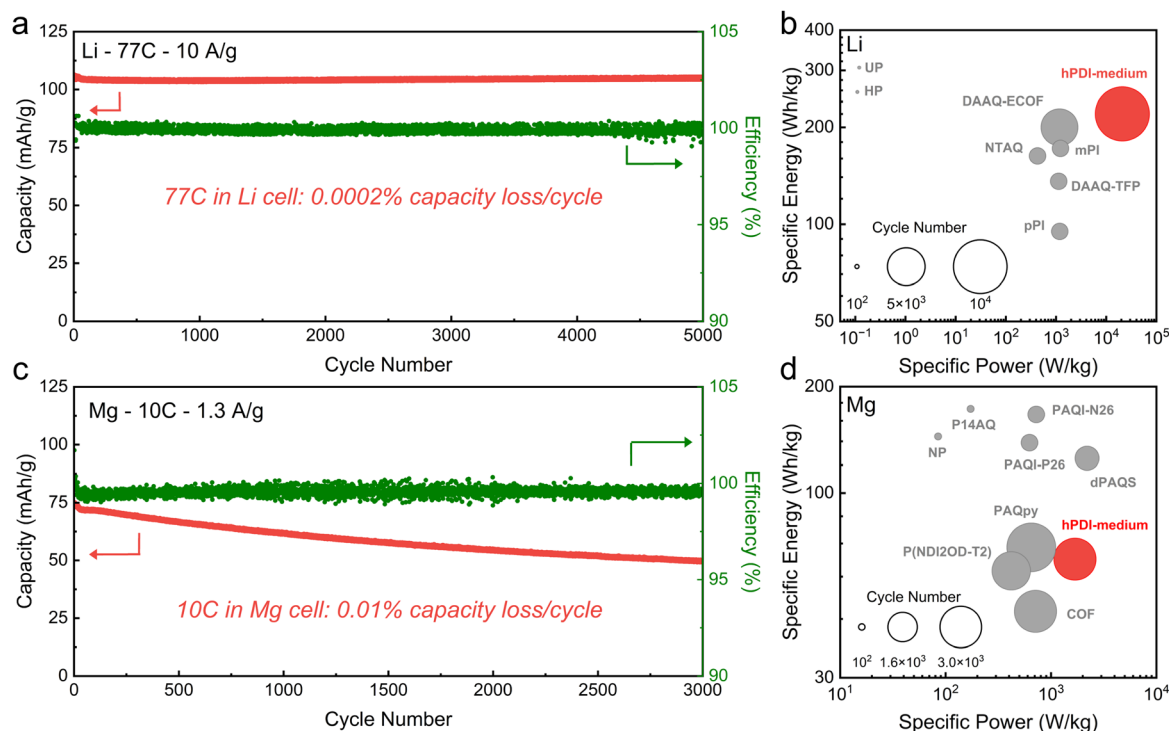 a
Li - 77C - 10 A/g
77C in Li cell: 0.0002% capacity loss/cycle
Capacity (mAh/g)
125
100
75
50
25
0
105
100
95
90
Efficiency (%)
0 1000 2000 3000 4000 5000
Cycle Number
b
Li
UP
HP
hPDI-medium
DAAQ-ECOF
NTAQ
mPI
DAAQ-TFP
pPI
Cycle Number
10² 5×10³ 10⁴
Specific Energy (Wh/kg)
400
300
200
100
50
10⁻¹ 10⁰ 10¹ 10² 10³ 10⁴ 10⁵
Specific Power (W/kg)
c
Mg - 10C - 1.3 A/g
10C in Mg cell: 0.01% capacity loss/cycle
Capacity (mAh/g)
125
100
75
50
25
0
105
100
95
90
Efficiency (%)
0 500 1000 1500 2000 2500 3000
Cycle Number
d
Mg
PAQI-N26
P14AQ
NP
PAQI-P26
dPAQS
PAQpy
hPDI-medium
P(NDI2OD-T2)
COF
Cycle Number
10² 1.6×10³ 3.0×10³
Specific Energy (Wh/kg)
200
100
30
10¹ 10² 10³ 10⁴
Specific Power (W/kg)